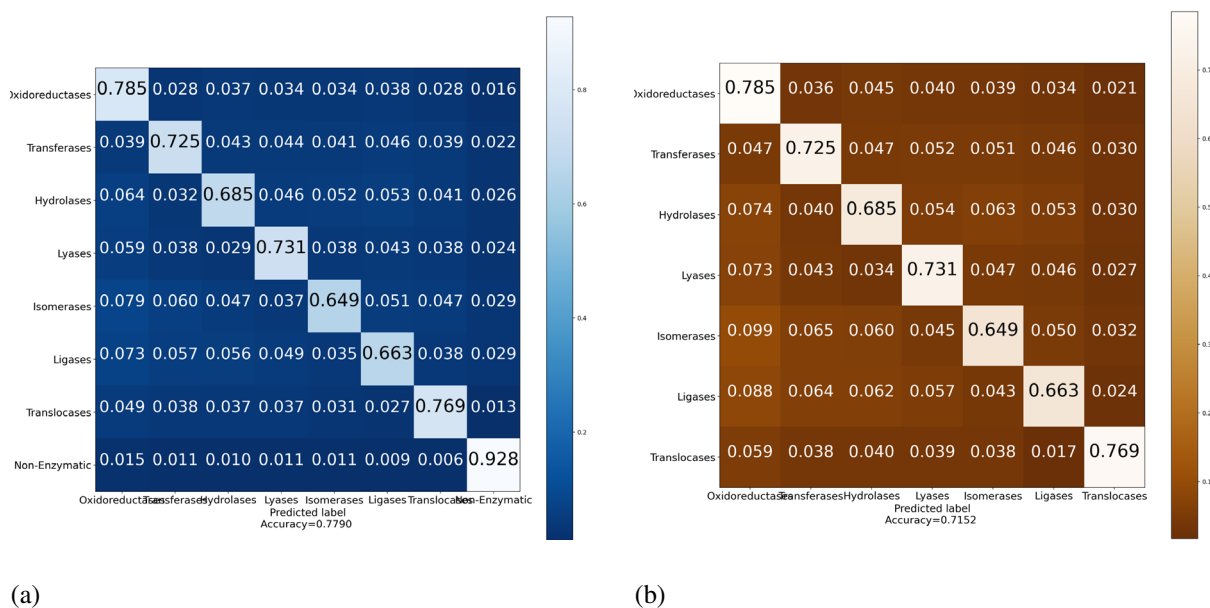 Oxidoreductases 0.785 0.028 0.037 0.034 0.034 0.038 0.028 0.016
Transferases 0.039 0.725 0.043 0.044 0.041 0.046 0.039 0.022
Hydrolases 0.064 0.032 0.685 0.046 0.052 0.053 0.041 0.026
Lyases 0.059 0.038 0.029 0.731 0.038 0.043 0.038 0.024
Isomerases 0.079 0.060 0.047 0.037 0.649 0.051 0.047 0.029
Ligases 0.073 0.057 0.056 0.049 0.035 0.663 0.038 0.029
Translocases 0.049 0.038 0.037 0.037 0.031 0.027 0.769 0.013
Non-Enzymatic 0.015 0.011 0.010 0.011 0.011 0.009 0.006 0.928
Oxidoreductases Transferases Hydrolases Lyases Isomerases Ligases Translocases Non-Enzymatic
Predicted label
Accuracy=0.7790
0.8
0.6
0.4
0.2
(a)
Oxidoreductases 0.785 0.036 0.045 0.040 0.039 0.034 0.021
Transferases 0.047 0.725 0.047 0.052 0.051 0.046 0.030
Hydrolases 0.074 0.040 0.685 0.054 0.063 0.053 0.030
Lyases 0.073 0.043 0.034 0.731 0.047 0.046 0.027
Isomerases 0.099 0.065 0.060 0.045 0.649 0.050 0.032
Ligases 0.088 0.064 0.062 0.057 0.043 0.663 0.024
Translocases 0.059 0.038 0.040 0.039 0.038 0.017 0.769
Oxidoreductases Transferases Hydrolases Lyases Isomerases Ligases Translocases
Predicted label
Accuracy=0.7152
0.7
0.6
0.5
0.4
0.3
0.2
0.1
(b)